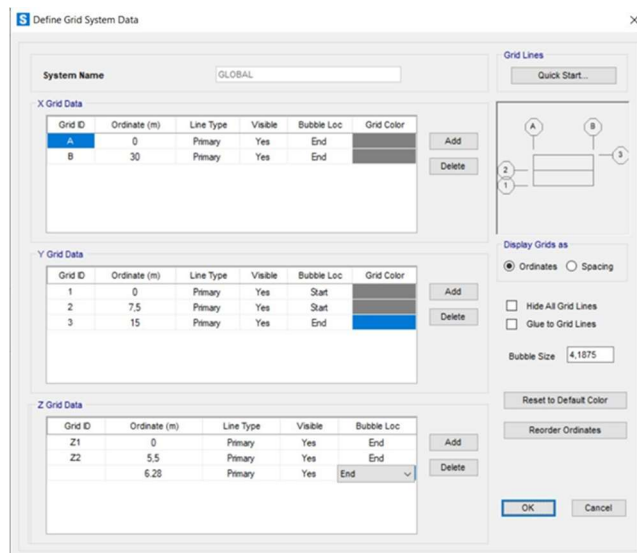 S Define Grid System Data X
Grid Lines
System Name GLOBAL Quick Start...
X Grid Data
Grid ID Ordinate (m) Line Type Visible Bubble Loc Grid Color
A 0 Primary Yes End Add
B 30 Primary Yes End
Delete
A B
3
2
1
Y Grid Data
Display Grids as
Ordinates Spacing
Grid ID Ordinate (m) Line Type Visible Bubble Loc Grid Color
1 0 Primary Yes Start Add
2 7,5 Primary Yes Start
3 15 Primary Yes End Delete
Hide All Grid Lines
Glue to Grid Lines
Bubble Size 4,1875
Reset to Default Color
Z Grid Data
Grid ID Ordinate (m) Line Type Visible Bubble Loc
Z1 0 Primary Yes End Add
Z2 5,5 Primary Yes End
6.28 Primary Yes End Delete
Reorder Ordinates
OK Cancel